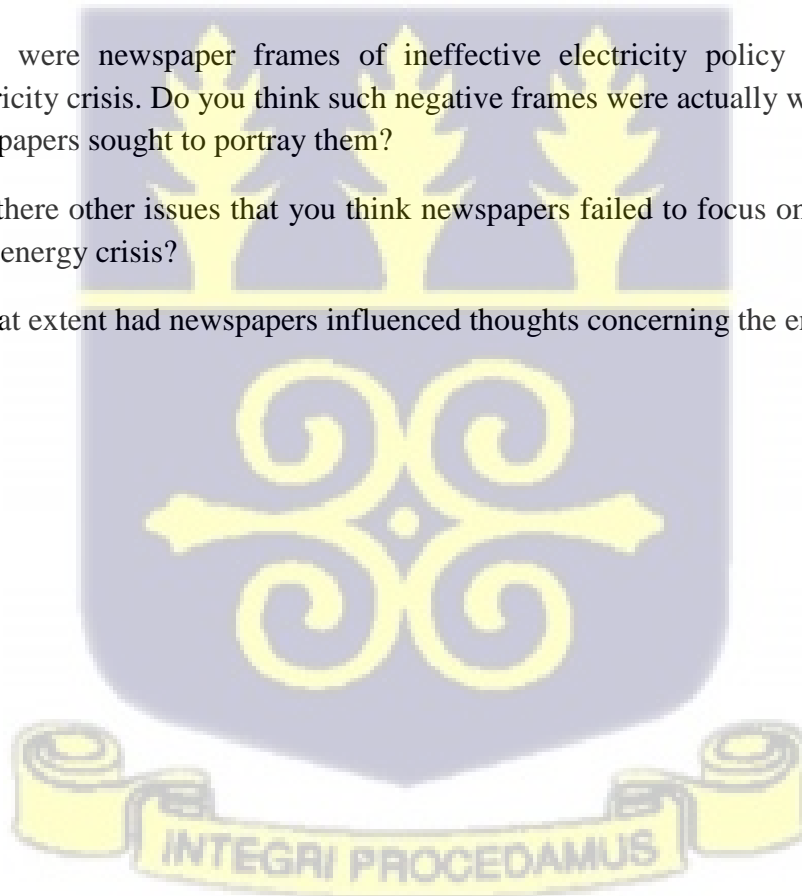 were newspaper frames of ineffective electricity policy
ricity crisis. Do you think such negative frames were actually w
papers sought to portray them?
there other issues that you think newspapers failed to focus on
energy crisis?
at extent had newspapers influenced thoughts concerning the e
INTEGRI PROCEDAMUS